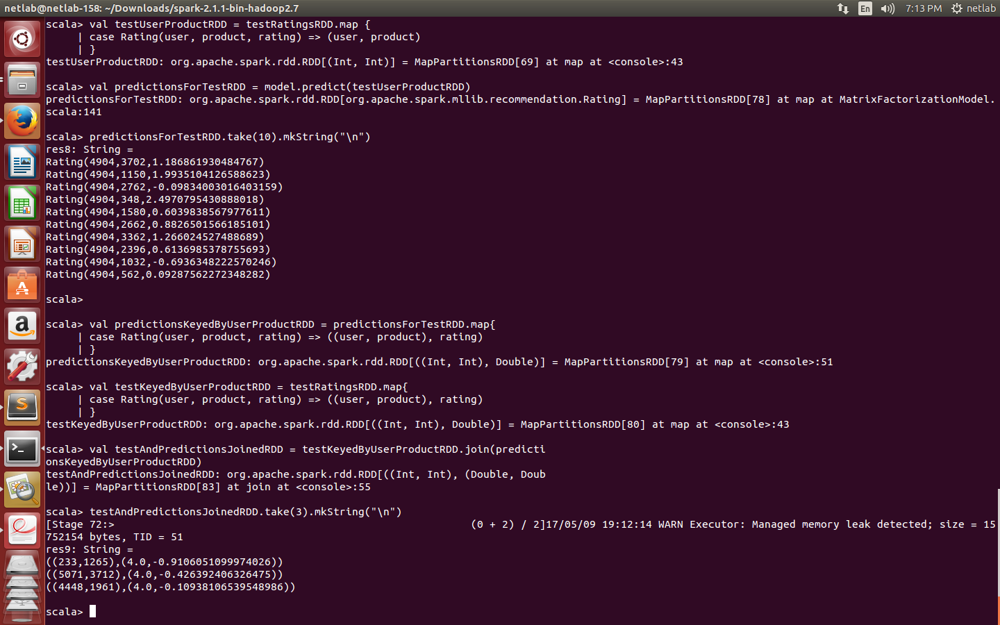 netlab@netlab-158: ~/Downloads/spark-2.1.1-bin-hadoop2.7
En
7:13 PM
netlab
scala> val testUserProductRDD = testRatingsRDD.map {
     | case Rating(user, product, rating) => (user, product)
     | }
testUserProductRDD: org.apache.spark.rdd.RDD[(Int, Int)] = MapPartitionsRDD[69] at map at <console>:43
scala> val predictionsForTestRDD = model.predict(testUserProductRDD)
predictionsForTestRDD: org.apache.spark.rdd.RDD[org.apache.spark.mllib.recommendation.Rating] = MapPartitionsRDD[78] at map at MatrixFactorizationModel.
scala:141
scala> predictionsForTestRDD.take(10).mkString("\n")
res8: String =
Rating(4904,3702,1.186861930484767)
Rating(4904,1150,1.9935104126588623)
Rating(4904,2762,-0.09834003016403159)
Rating(4904,348,2.4970795430888018)
Rating(4904,1580,0.6039838567977611)
Rating(4904,2662,0.8826501566185101)
Rating(4904,3362,1.266024527488689)
Rating(4904,2396,0.6136985378755693)
Rating(4904,1032,-0.6936348222570246)
Rating(4904,562,0.09287562272348282)
scala>
scala> val predictionsKeyedByUserProductRDD = predictionsForTestRDD.map{
     | case Rating(user, product, rating) => ((user, product), rating)
     | }
predictionsKeyedByUserProductRDD: org.apache.spark.rdd.RDD[((Int, Int), Double)] = MapPartitionsRDD[79] at map at <console>:51
scala> val testKeyedByUserProductRDD = testRatingsRDD.map{
     | case Rating(user, product, rating) => ((user, product), rating)
     | }
testKeyedByUserProductRDD: org.apache.spark.rdd.RDD[((Int, Int), Double)] = MapPartitionsRDD[80] at map at <console>:43
scala> val testAndPredictionsJoinedRDD = testKeyedByUserProductRDD.join(predicti
onsKeyedByUserProductRDD)
testAndPredictionsJoinedRDD: org.apache.spark.rdd.RDD[((Int, Int), (Double, Doub
le))] = MapPartitionsRDD[83] at join at <console>:55
scala> testAndPredictionsJoinedRDD.take(3).mkString("\n")
[Stage 72:>                                                         (0 + 2) / 2]17/05/09 19:12:14 WARN Executor: Managed memory leak detected; size = 15
752154 bytes, TID = 51
res9: String =
((233,1265),(4.0,-0.9106051099974026))
((5071,3712),(4.0,-0.426392406326475))
((4448,1961),(4.0,-0.10938106539548986))
scala>